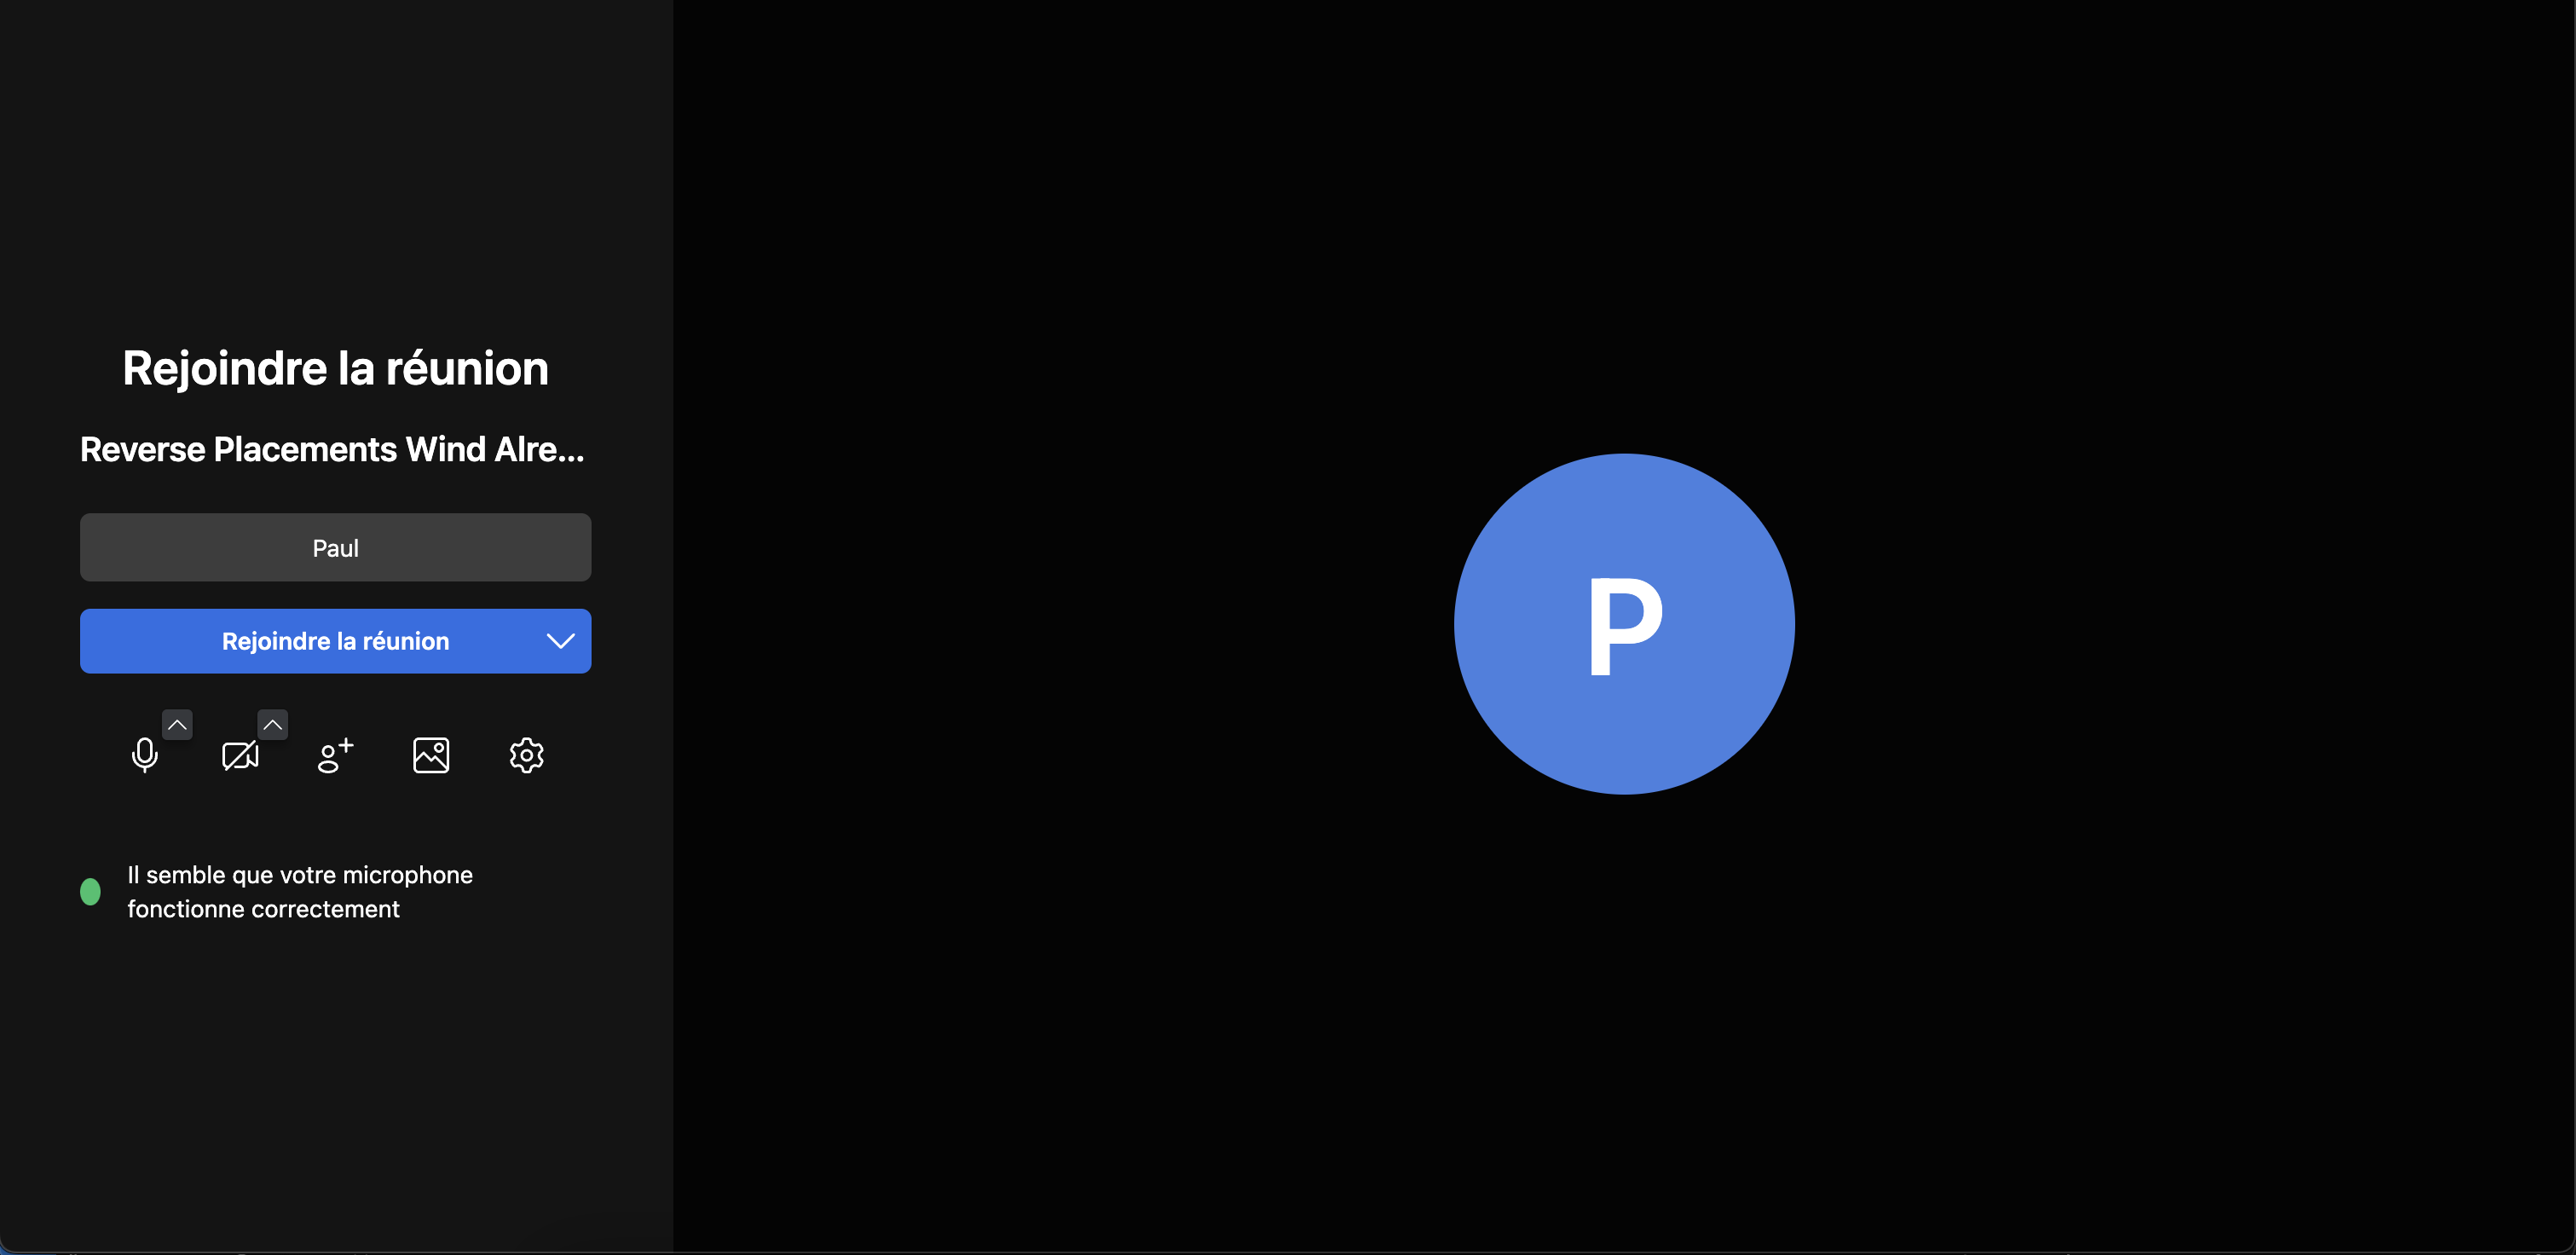 Rejoindre la réunion
Reverse Placements Wind Alre...
Paul
Rejoindre la réunion
Il semble que votre microphone
fonctionne correctement
P